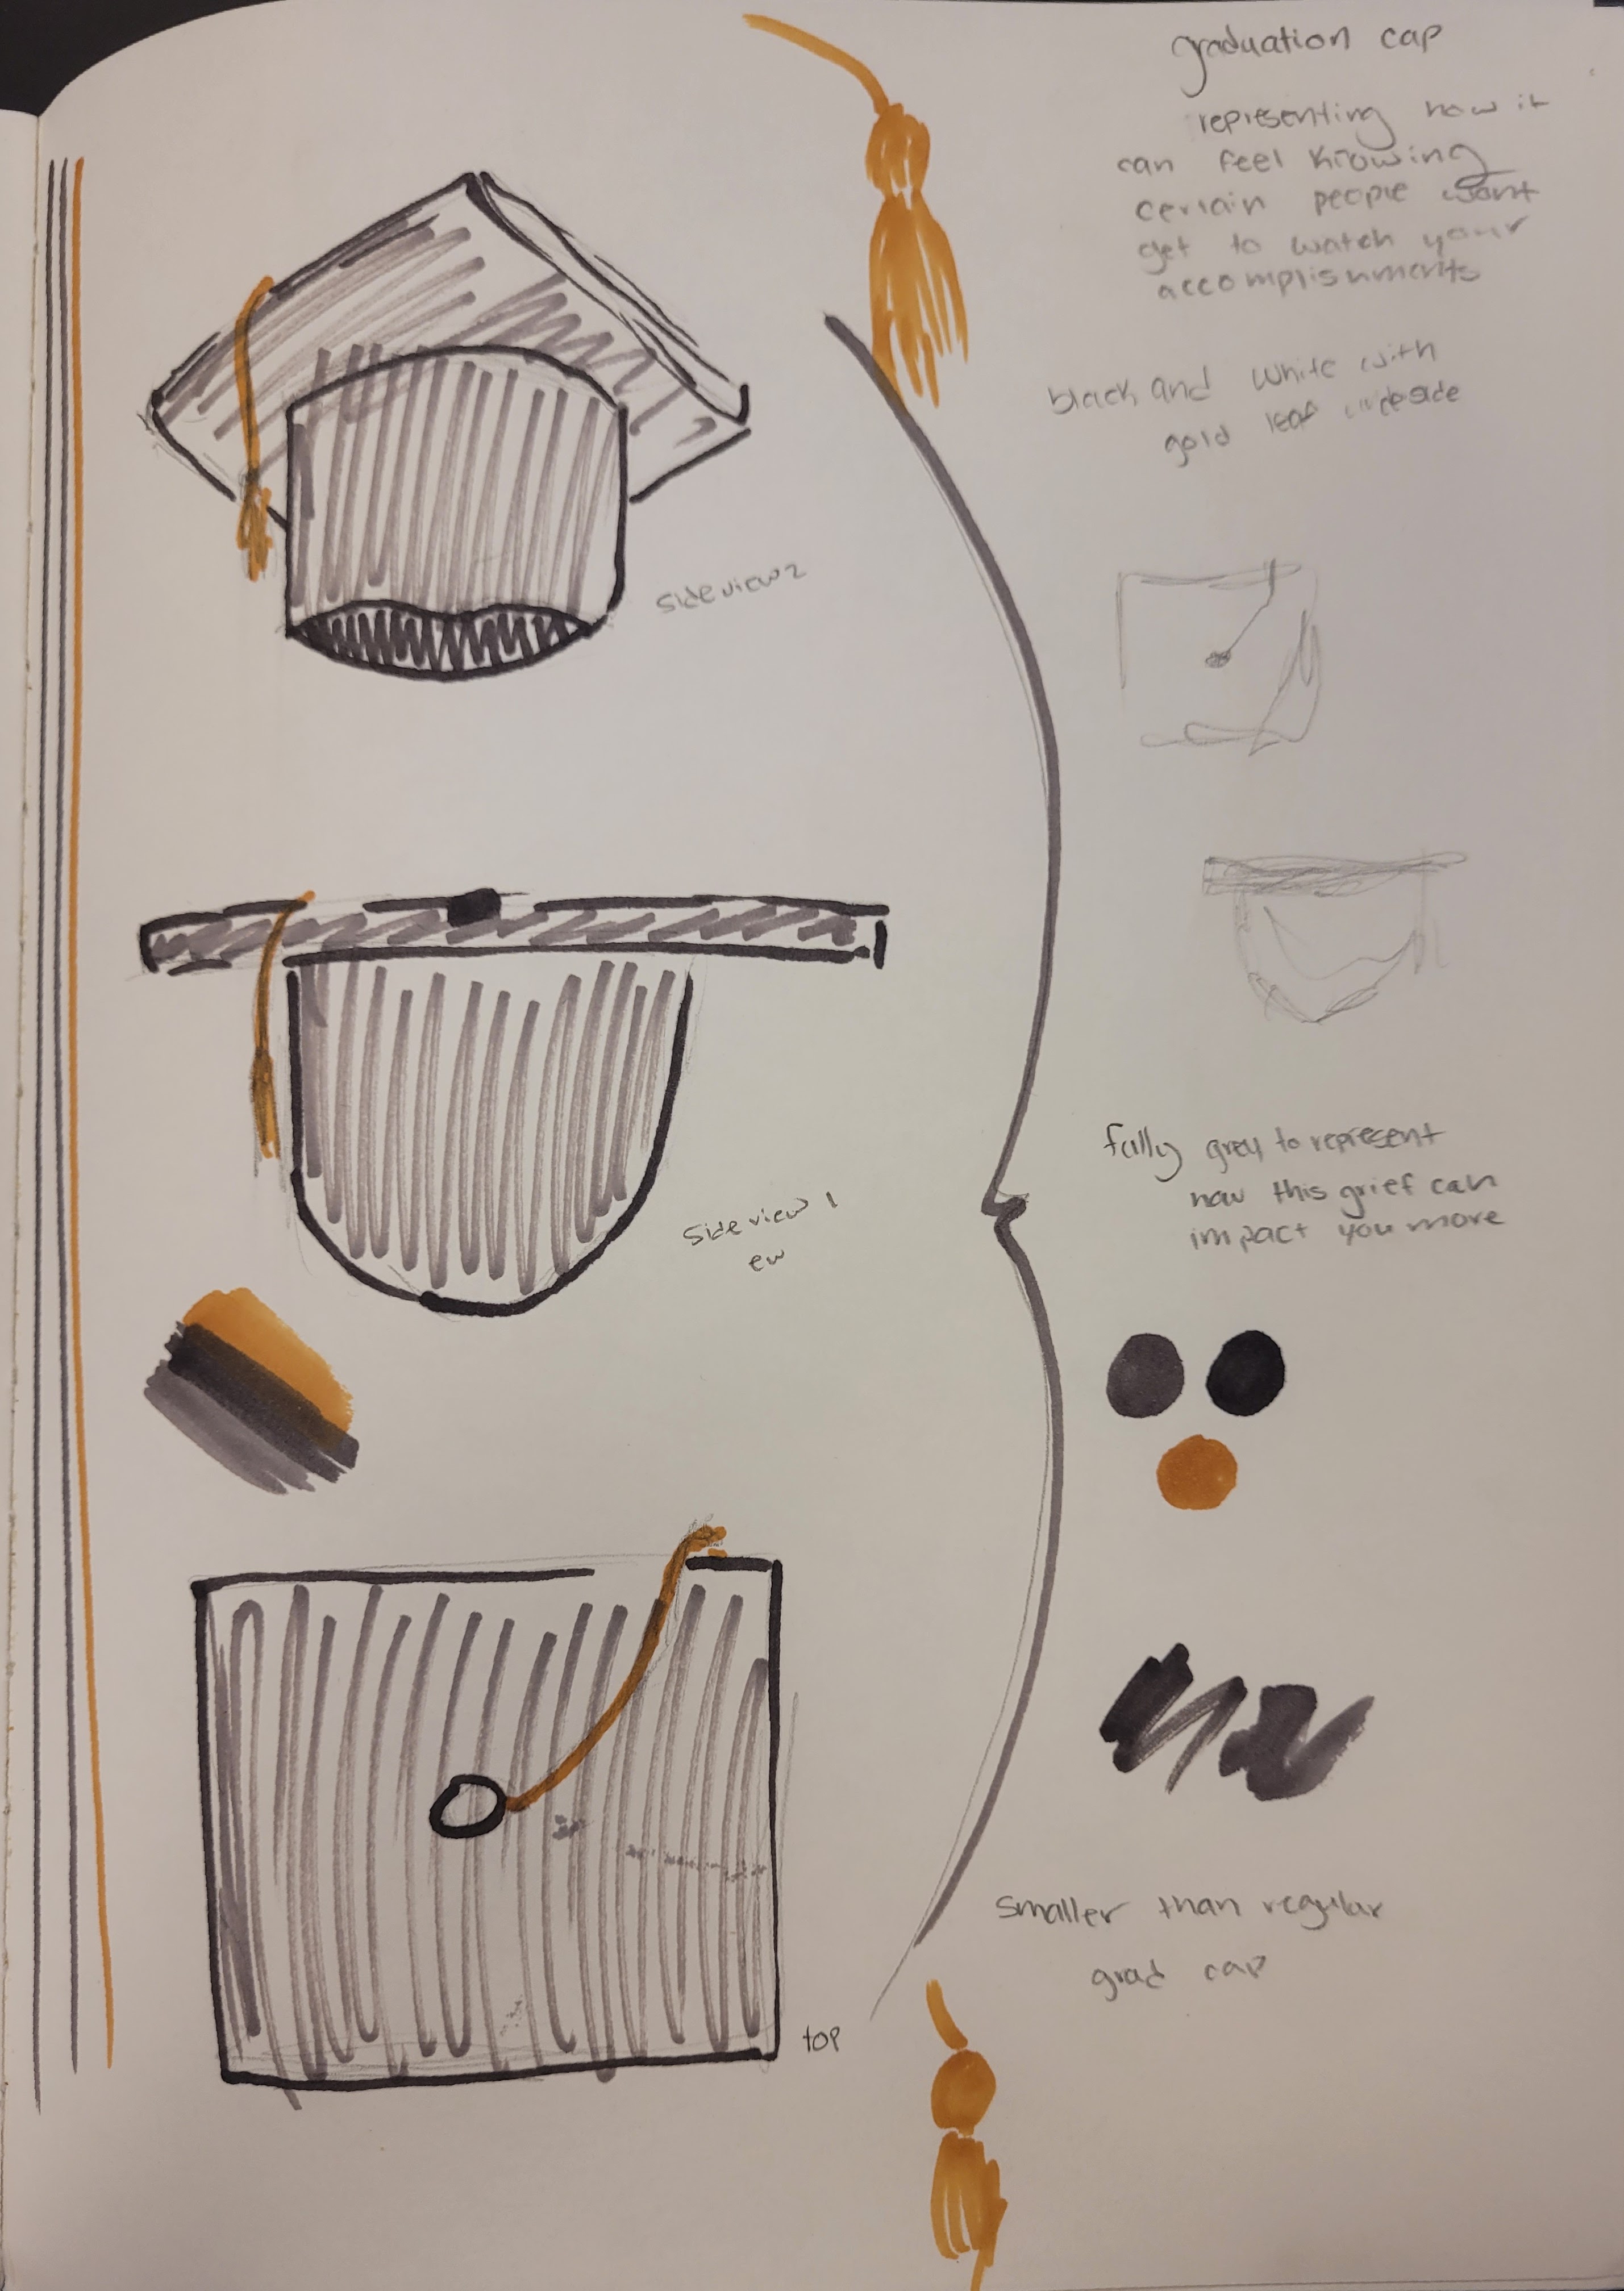 graduation cap
representing how it
can feel knowing
certain people wont
get to watch your
accomplishments
black and white with
gold leaf underside
side view 2
fully grey to represent
how this grief can
impact you more
side view 1
ew
smaller than regular
grad cap
top